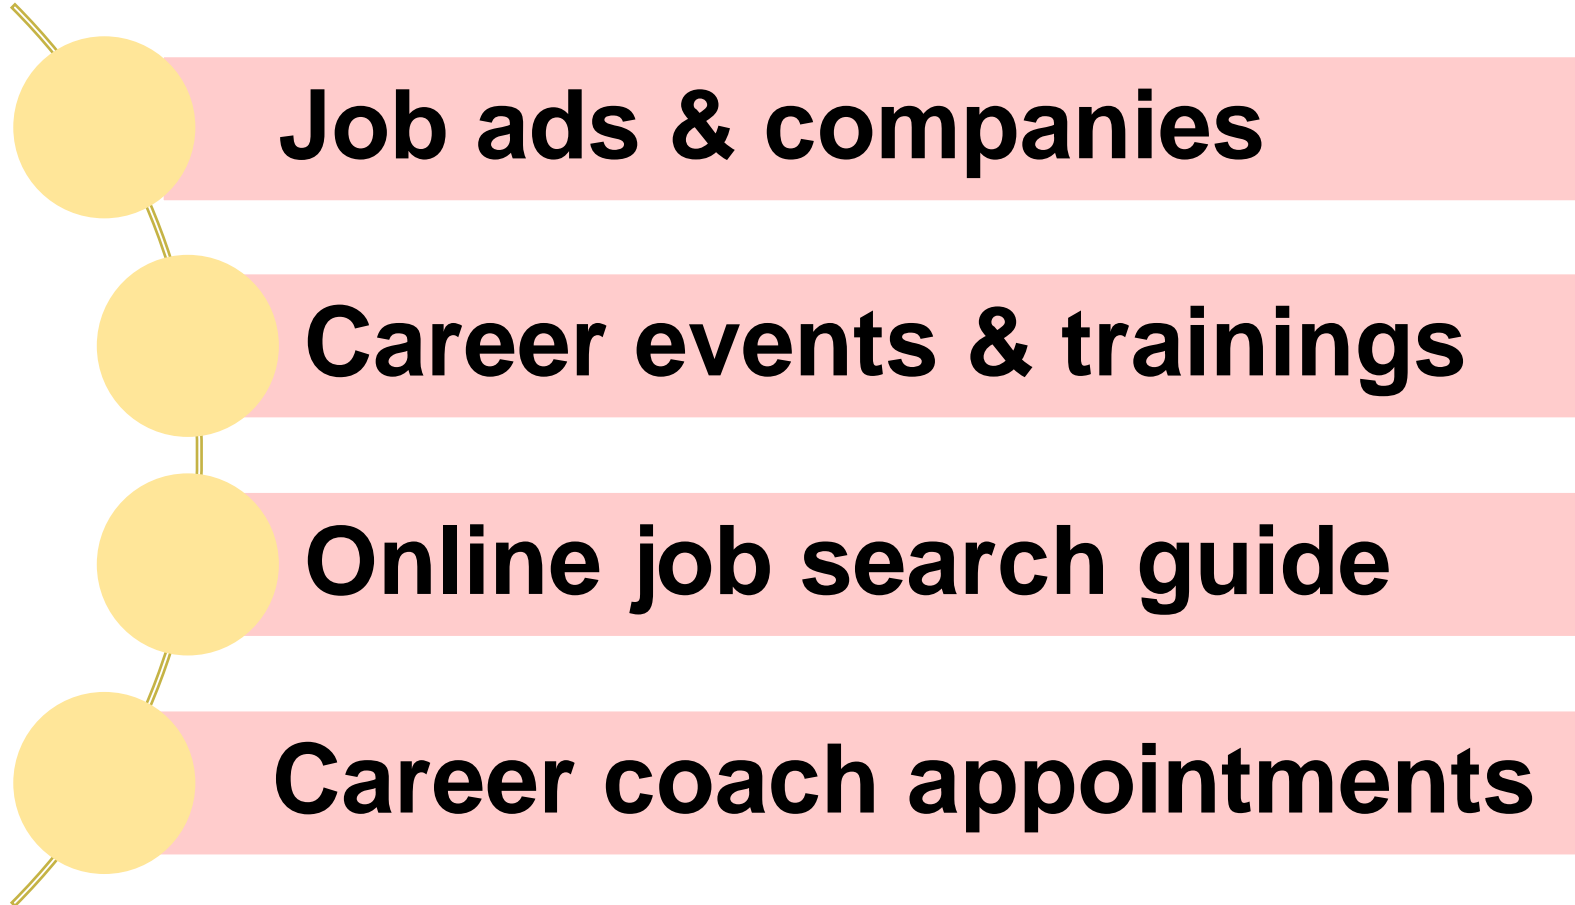 Job ads & companies
Career events & trainings
Online job search guide
Career coach appointments